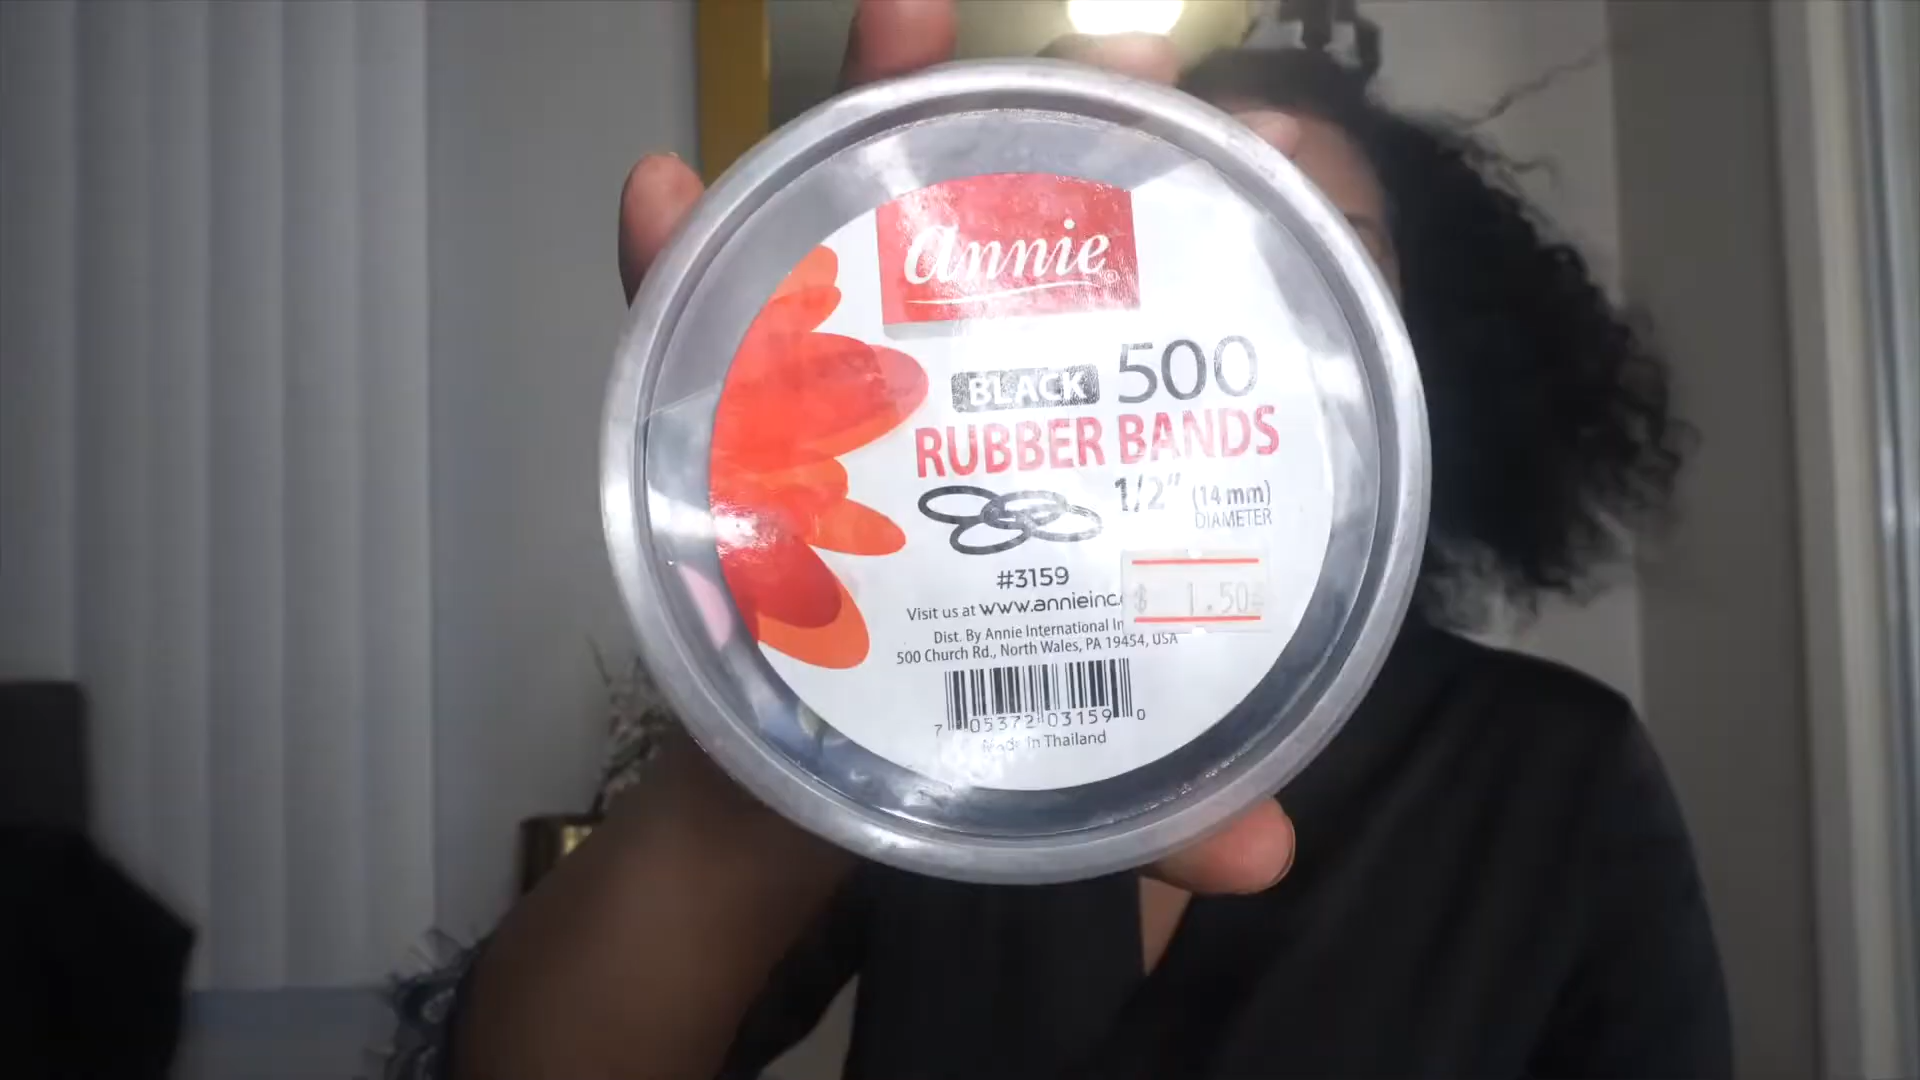 annie®
BLACK 500
RUBBER BANDS
1/2" (14 mm)
DIAMETER
#3159
Visit us at www.annieinc.
$ 1.50
Dist. By Annie International In
500 Church Rd., North Wales, PA 19454, USA
7 05372 03159 0
Made in Thailand